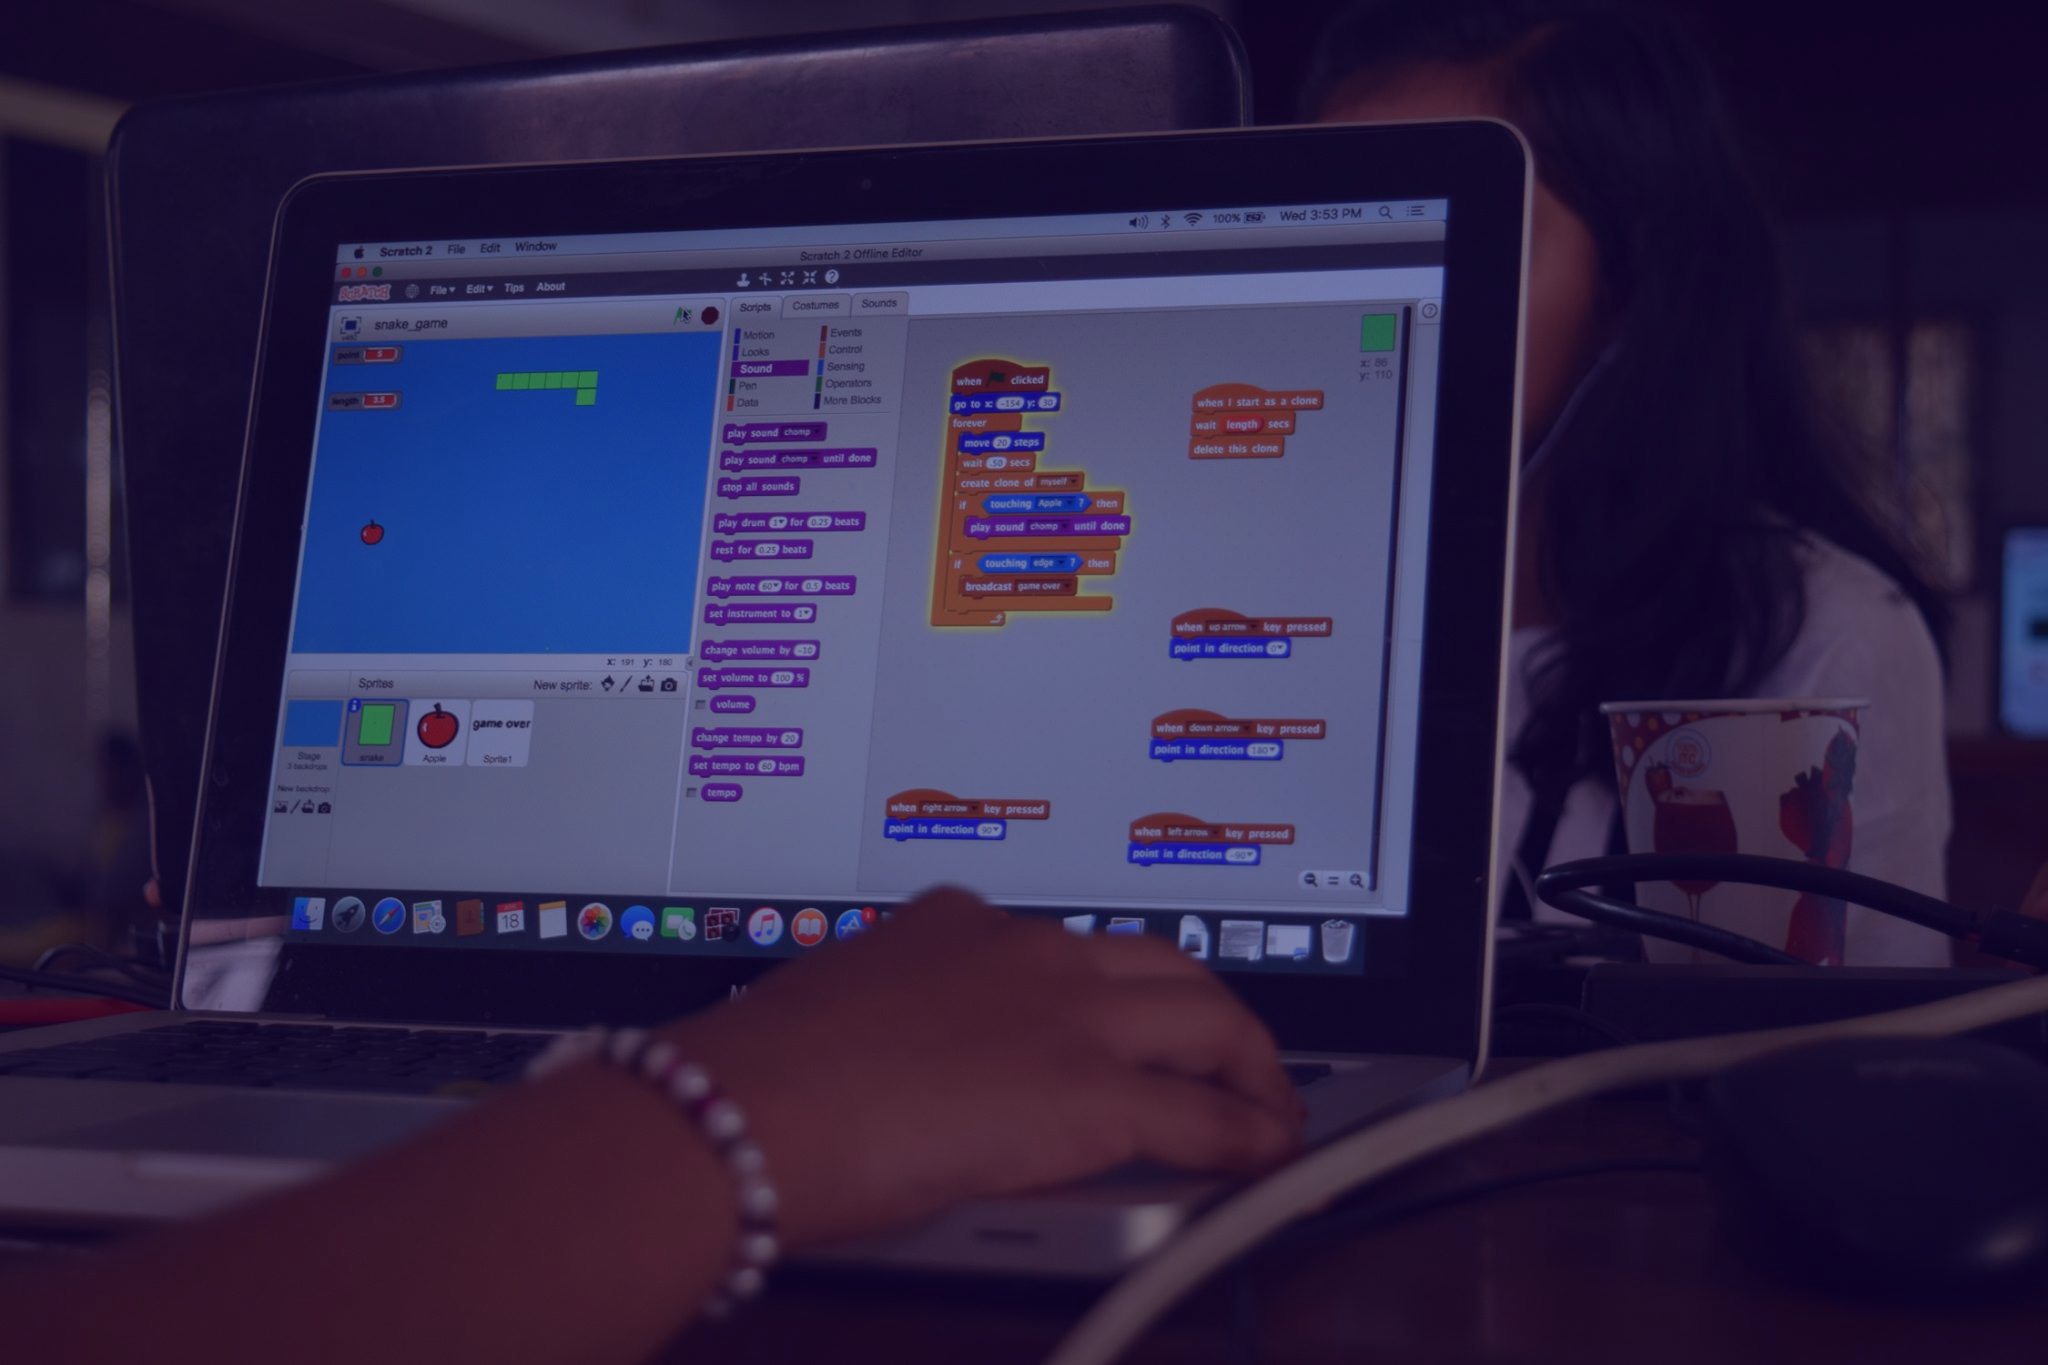 100% Wed 3:53 PM
Scratch 2 File Edit Window
Scratch 2 Offline Editor
SCRATCH File Edit Tips About
snake_game
point 5
length 3.5
x: 191 y: 180
Sprites New sprite:
Stage
3 backdrops
New backdrop:
snake
Apple
game over
Sprite1
Scripts Costumes Sounds
Motion Events
Looks Control
Sound Sensing
Pen Operators
Data More Blocks
play sound chomp
play sound chomp until done
stop all sounds
play drum 1 for 0.25 beats
rest for 0.25 beats
play note 60 for 0.5 beats
set instrument to 1
change volume by -10
set volume to 100 %
volume
change tempo by 20
set tempo to 60 bpm
tempo
when clicked
go to x: -154 y: 30
forever
move 20 steps
wait .50 secs
create clone of myself
if touching Apple ? then
play sound chomp until done
if touching edge ? then
broadcast game over
x: 86
y: 110
when I start as a clone
wait length secs
delete this clone
when up arrow key pressed
point in direction 0
when down arrow key pressed
point in direction 180
when right arrow key pressed
point in direction 90
when left arrow key pressed
point in direction -90
18